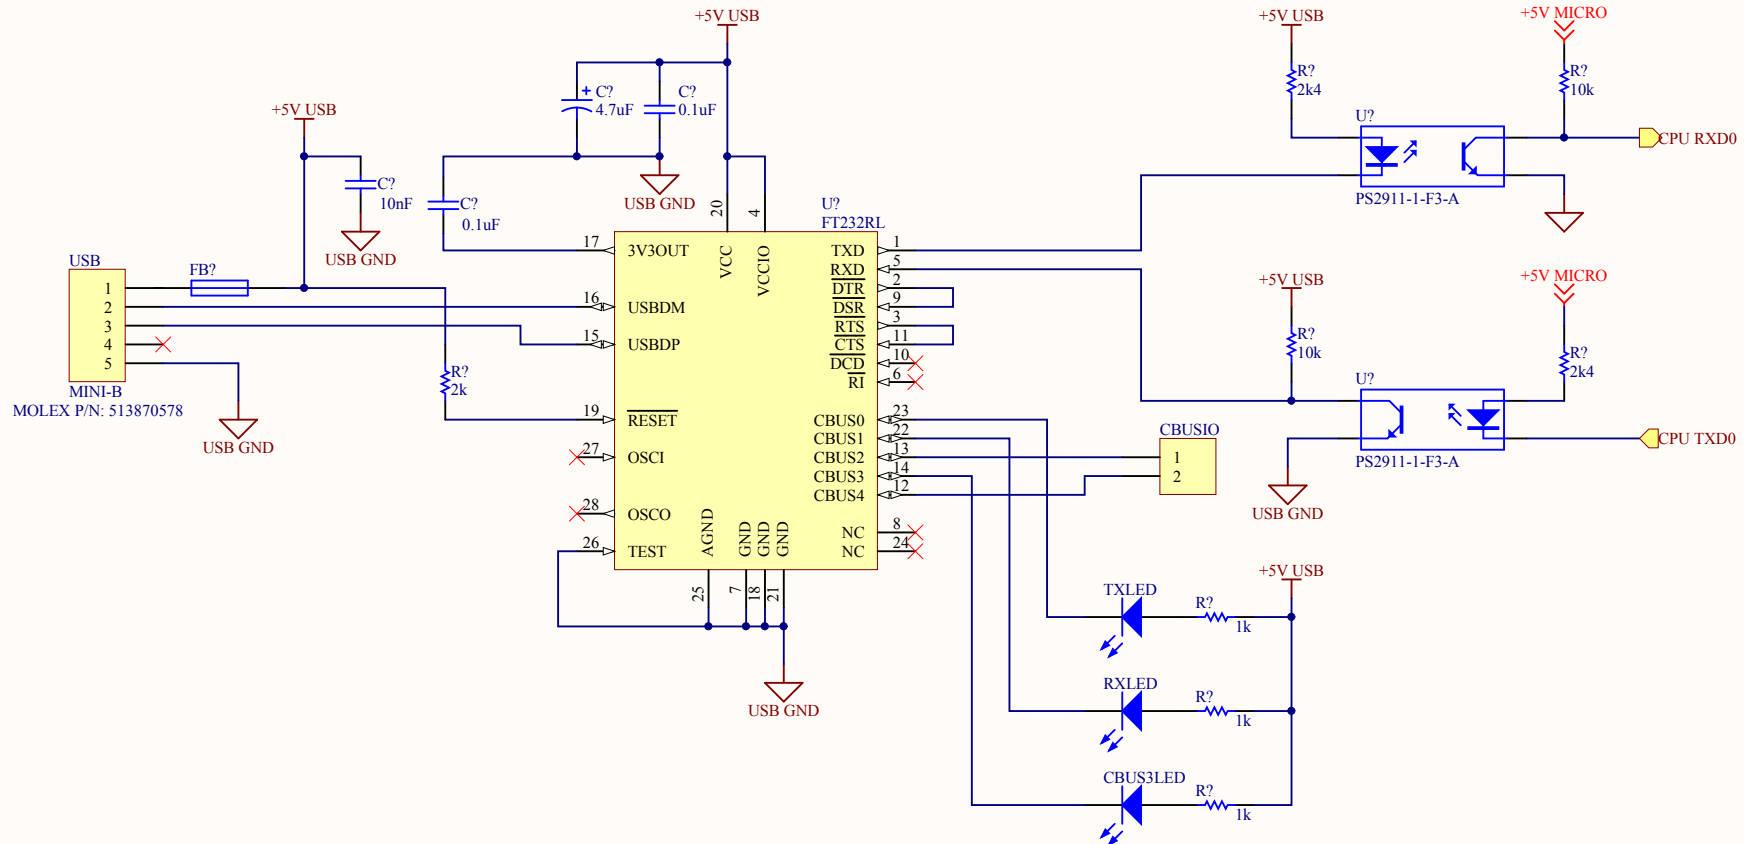 +5V USB
+5V USB
+5V MICRO
C?
4.7uF
C?
0.1uF
R?
2k4
R?
10k
+5V USB
U?
CPU RXD0
C?
10nF
C?
0.1uF
USB GND
20
4
U?
FT232RL
PS2911-1-F3-A
USB GND
USB
FB?
1
2
3
4
5
MINI-B
MOLEX P/N: 513870578
USB GND
R?
2k
17
3V3OUT
16
USBDM
15
USBDP
19
RESET
27
OSCI
28
OSCO
26
TEST
VCC
VCCIO
TXD
1
RXD
5
DTR
2
DSR
9
RTS
3
CTS
11
DCD
10
RI
6
CBUS0
23
CBUS1
22
CBUS2
13
CBUS3
14
CBUS4
12
NC
8
NC
24
AGND
GND
GND
GND
25
7
18
21
USB GND
+5V USB
+5V MICRO
R?
10k
R?
2k4
U?
CPU TXD0
PS2911-1-F3-A
USB GND
CBUSIO
1
2
+5V USB
TXLED
R?
1k
RXLED
R?
1k
CBUS3LED
R?
1k